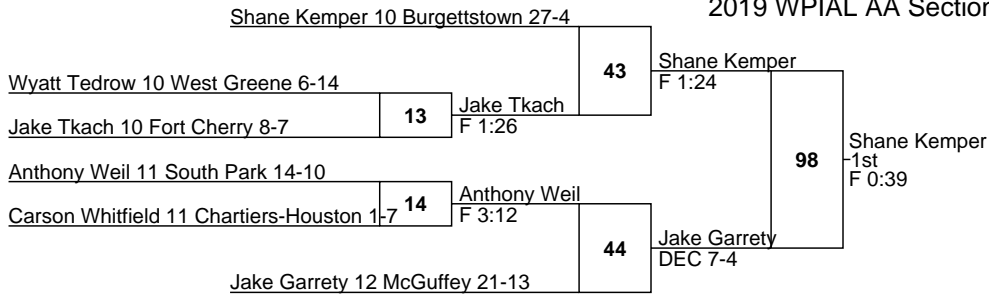 2019 WPIAL AA Section
Shane Kemper 10 Burgettstown 27-4
43
Shane Kemper
F 1:24
Wyatt Tedrow 10 West Greene 6-14
13
Jake Tkach
F 1:26
Jake Tkach 10 Fort Cherry 8-7
98
Shane Kemper
1st
F 0:39
Anthony Weil 11 South Park 14-10
14
Anthony Weil
F 3:12
Carson Whitfield 11 Chartiers-Houston 1-7
44
Jake Garrety
DEC 7-4
Jake Garrety 12 McGuffey 21-13